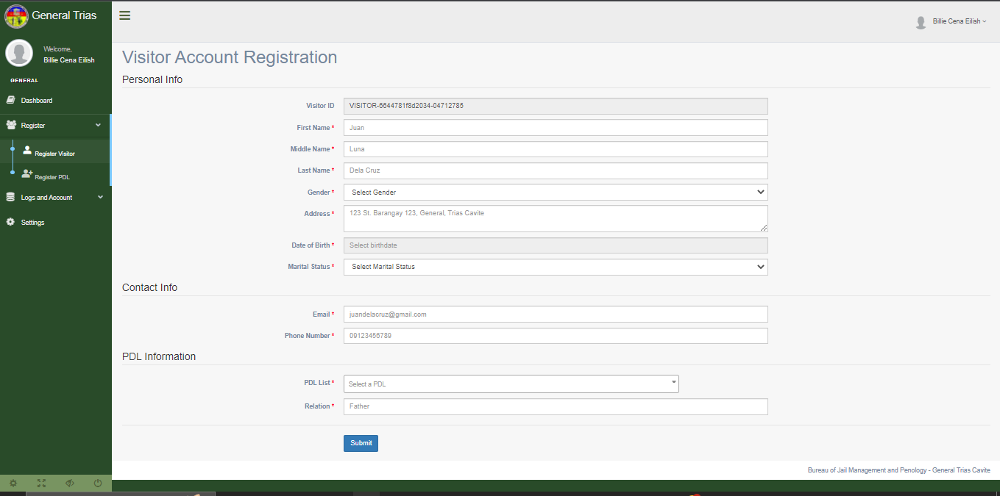 General Trias
Billie Cena Eilish
Welcome,
Billie Cena Eilish
GENERAL
Dashboard
Register
Register Visitor
Register PDL
Logs and Account
Settings
Visitor Account Registration
Personal Info
Visitor ID VISITOR-6644781f8d2034-04712785
First Name * Juan
Middle Name * Luna
Last Name * Dela Cruz
Gender * Select Gender
Address * 123 St. Barangay 123, General, Trias Cavite
Date of Birth * Select birthdate
Marital Status * Select Marital Status
Contact Info
Email * juandelacruz@gmail.com
Phone Number * 09123456789
PDL Information
PDL List * Select a PDL
Relation * Father
Submit
Bureau of Jail Management and Penology - General Trias Cavite